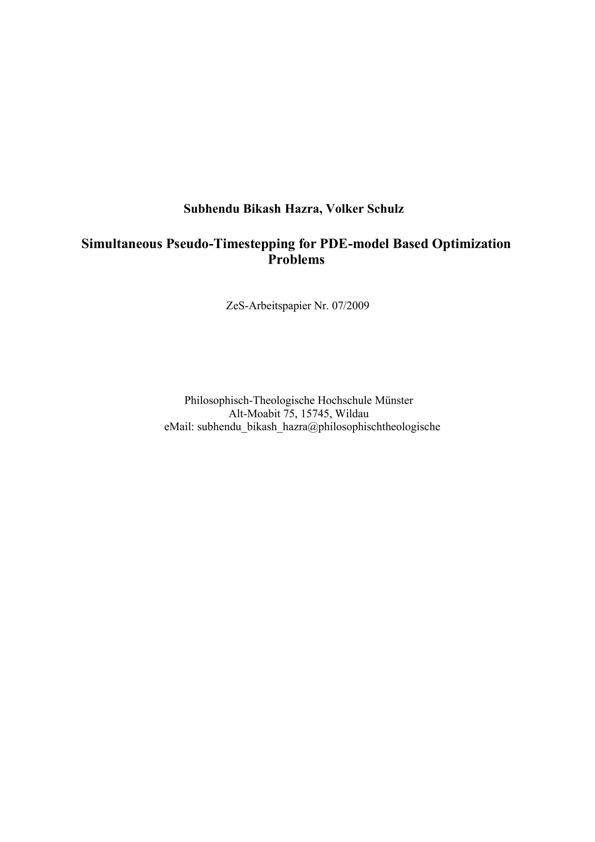 Subhendu Bikash Hazra, Volker Schulz
Simultaneous Pseudo-Timestepping for PDE-model Based Optimization
Problems
ZeS-Arbeitspapier Nr. 07/2009
Philosophisch-Theologische Hochschule Münster
Alt-Moabit 75, 15745, Wildau
eMail: subhendu_bikash_hazra@philosophischtheologische